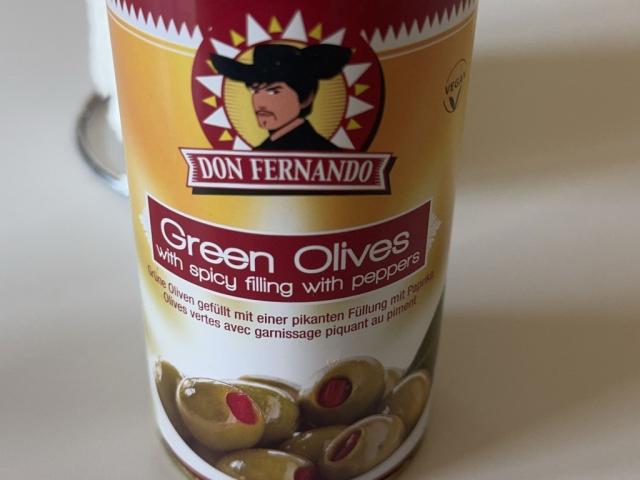 VEGAN
DON FERNANDO
Green Olives
with spicy filling with peppers
Grüne Oliven gefüllt mit einer pikanten Füllung mit Paprika
Olives vertes avec garnissage piquant au piment